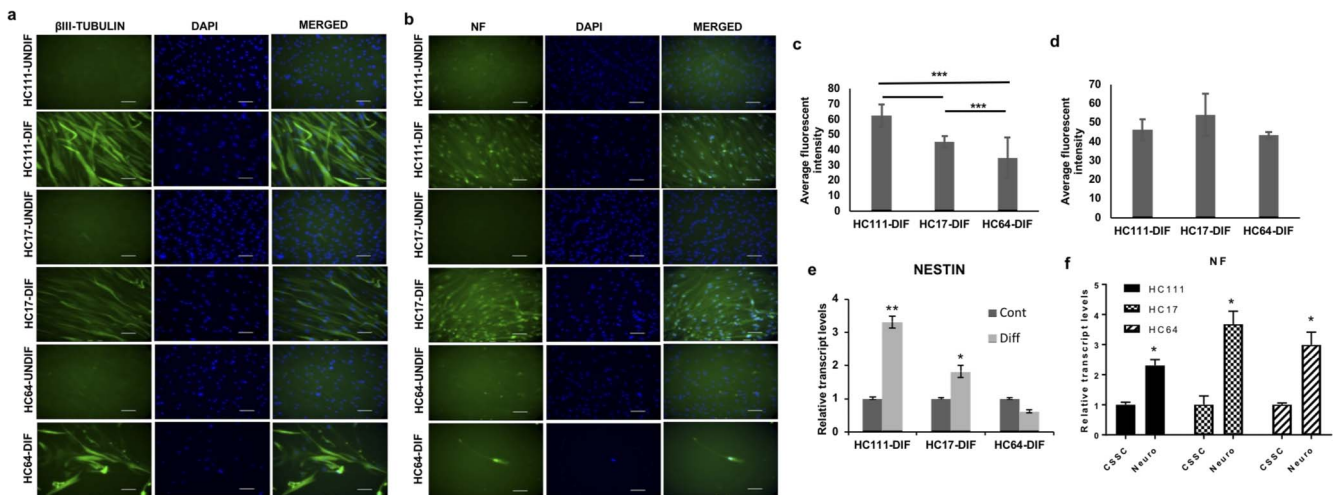 a
βIII-TUBULIN DAPI MERGED
HC111-UNDIF
HC111-DIF
HC17-UNDIF
HC17-DIF
HC64-UNDIF
HC64-DIF
b
NF DAPI MERGED
HC111-UNDIF
HC111-DIF
HC17-UNDIF
HC17-DIF
HC64-UNDIF
HC64-DIF
c
Average fluorescent
intensity
80
70
60
50
40
30
20
10
0
***
***
HC111-DIF HC17-DIF HC64-DIF
d
Average fluorescent
intensity
70
60
50
40
30
20
10
0
HC111-DIF HC17-DIF HC64-DIF
e
NESTIN
Relative transcript levels
4
3
2
1
0
**
*
Cont
Diff
HC111-DIF HC17-DIF HC64-DIF
f
NF
Relative transcript levels
5
4
3
2
1
0
HC111
HC17
HC64
*
*
*
CSSC Neuro CSSC Neuro CSSC Neuro